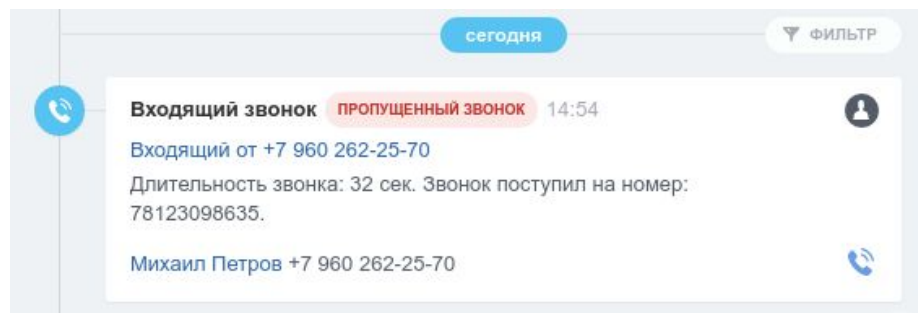 сегодня
ФИЛЬТР
Входящий звонок ПРОПУЩЕННЫЙ ЗВОНОК 14:54
Входящий от +7 960 262-25-70
Длительность звонка: 32 сек. Звонок поступил на номер:
78123098635.
Михаил Петров +7 960 262-25-70